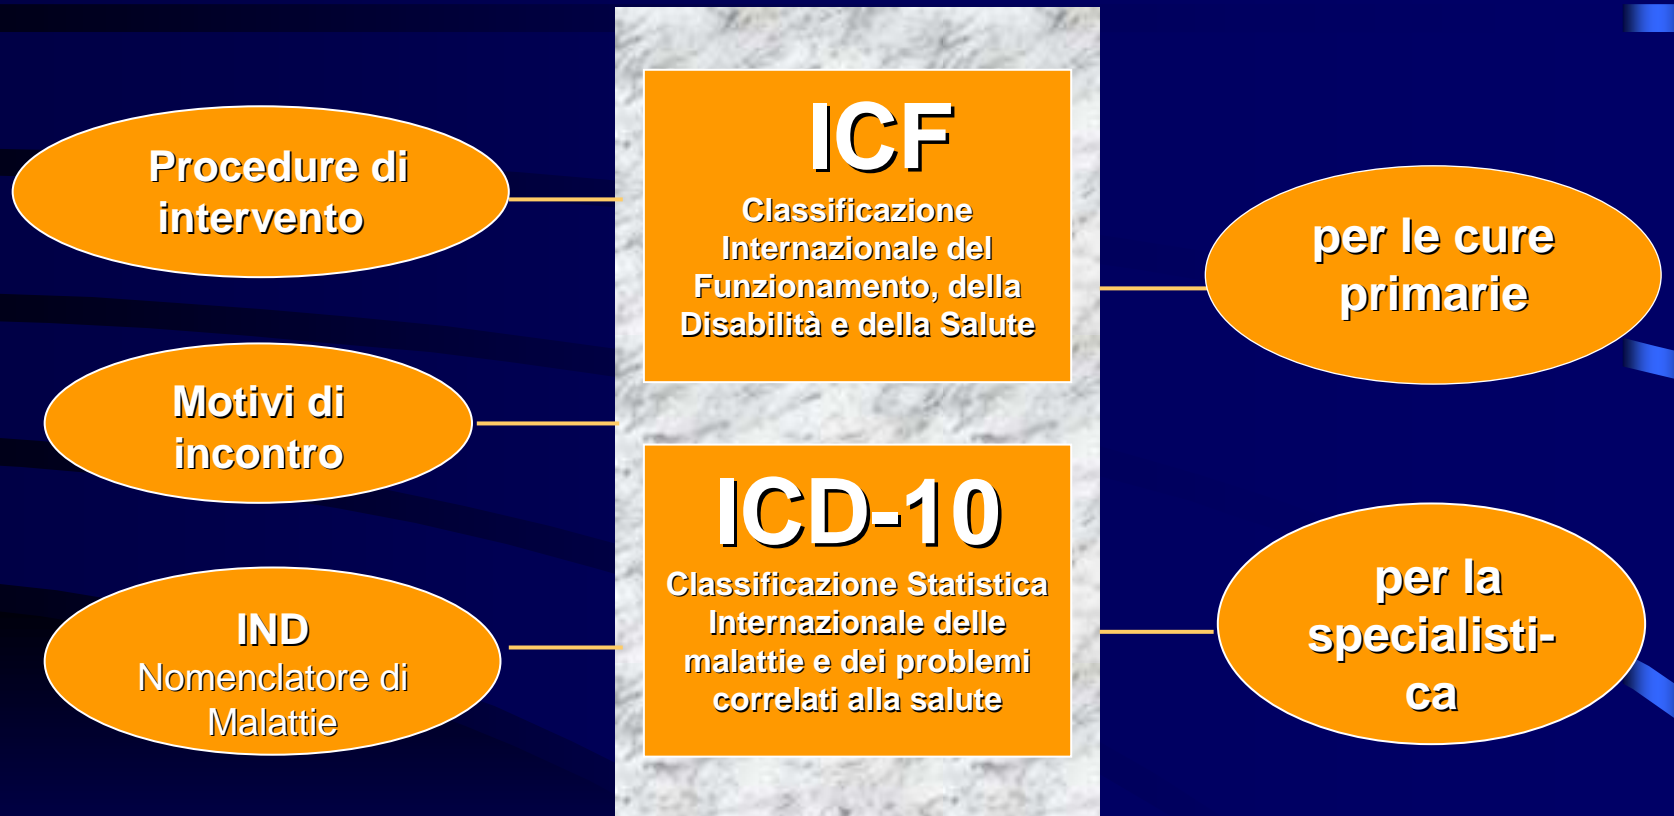 Procedure di
intervento
Motivi di
incontro
IND
Nomenclatore di
Malattie
ICF
Classificazione
Internazionale del
Funzionamento, della
Disabilità e della Salute
ICD-10
Classificazione Statistica
Internazionale delle
malattie e dei problemi
correlati alla salute
per le cure
primarie
per la
specialisti-
ca